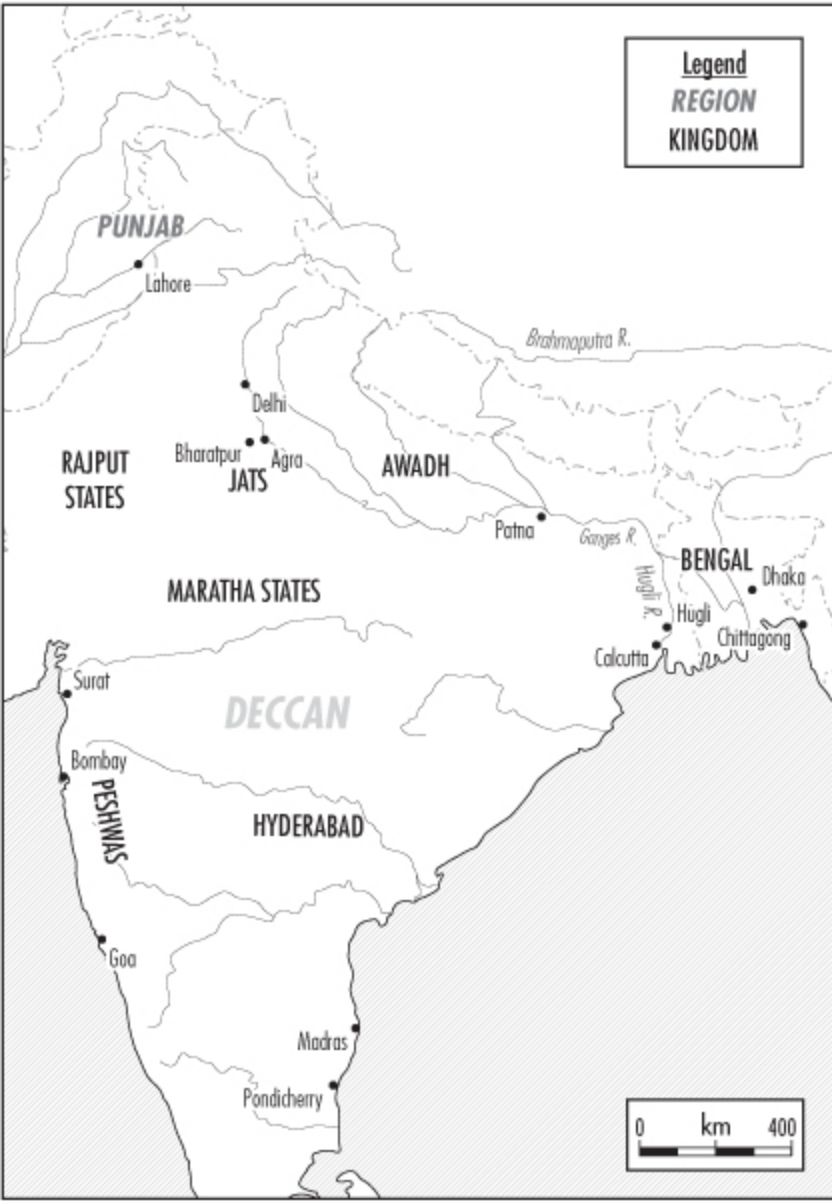 Legend
REGION
KINGDOM
PUNJAB
Lahore
Brahmaputra R.
Delhi
Bharatpur
Agra
JATS
RAJPUT
STATES
AWADH
Patna
Ganges R.
BENGAL
Dhaka
Hugli R.
MARATHA STATES
Hugli
Chittagong
Calcutta
Surat
DECCAN
Bombay
PESHWAS
HYDERABAD
Goa
Madras
Pondicherry
0 km 400